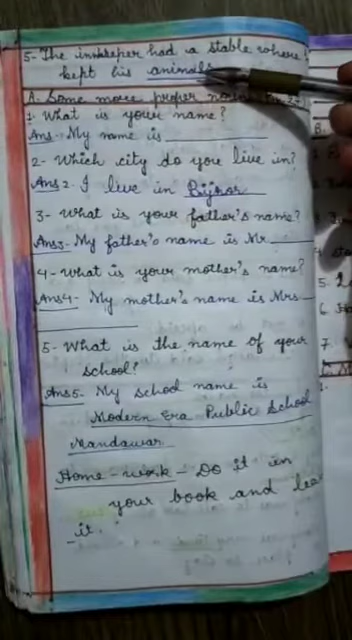 5- The innkeeper had a stable where
kept his animals
A. Some more proper
1. What is your name?
Ans- My name is
2- Which city do you live in?
Ans 2- I live in Bijnor
3- What is your father's name?
Ans3- My father's name is Mr.
4- What is your mother's name?
Ans4- My mother's name is Mrs
5- What is the name of your
school?
Ans5- My school name is
Modern Era Public School
Mandawar
Home-work - Do it in
your book and
it.
B.
5.
6.
7.